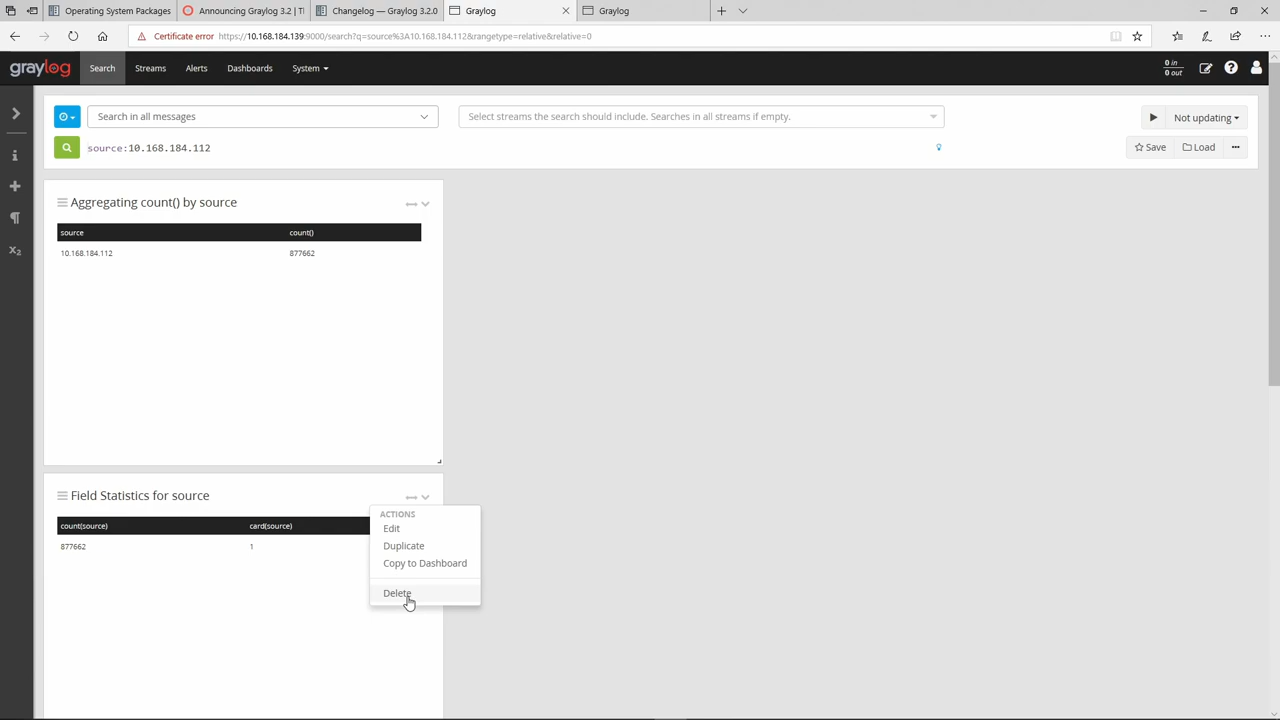 Operating System Packages
Announcing Graylog 3.2 | Th
Changelog — Graylog 3.2.0
Graylog
Graylog
Certificate error https://10.168.184.139:9000/search?q=source%3A10.168.184.112&rangetype=relative&relative=0
graylog Search Streams Alerts Dashboards System
0 in
0 out
Search in all messages
Select streams the search should include. Searches in all streams if empty.
Not updating
source:10.168.184.112
Save Load
Aggregating count() by source
source count()
10.168.184.112 877662
Field Statistics for source
count(source) card(source)
877662 1
ACTIONS
Edit
Duplicate
Copy to Dashboard
Delete